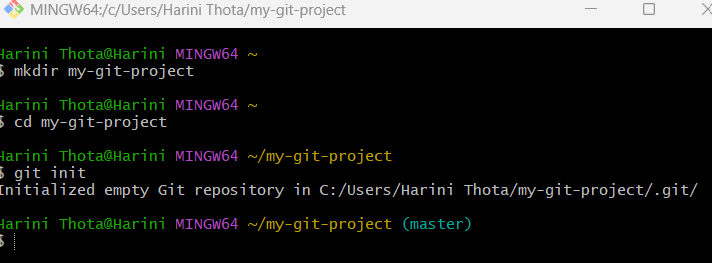 MINGW64:/c/Users/Harini Thota/my-git-project
Harini Thota@Harini MINGW64 ~
$ mkdir my-git-project
Harini Thota@Harini MINGW64 ~
$ cd my-git-project
Harini Thota@Harini MINGW64 ~/my-git-project
$ git init
Initialized empty Git repository in C:/Users/Harini Thota/my-git-project/.git/
Harini Thota@Harini MINGW64 ~/my-git-project (master)
$